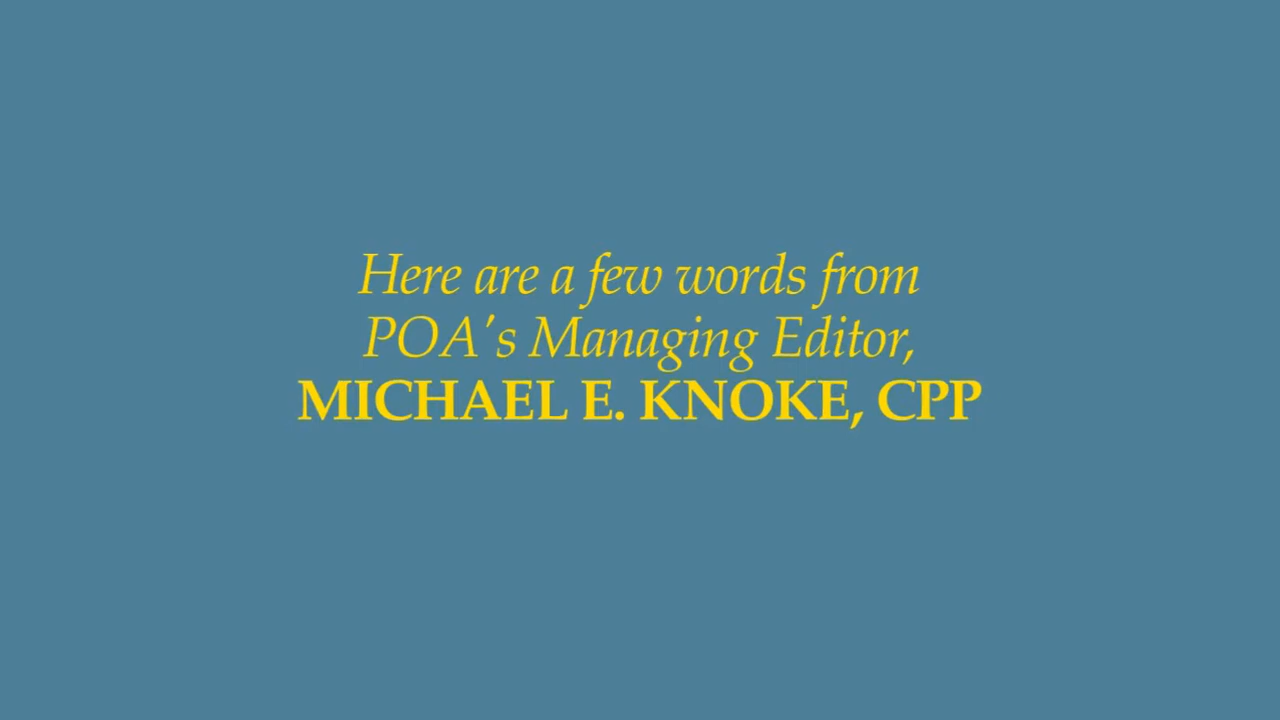 Here are a few words from
POA's Managing Editor,
MICHAEL E. KNOKE, CPP